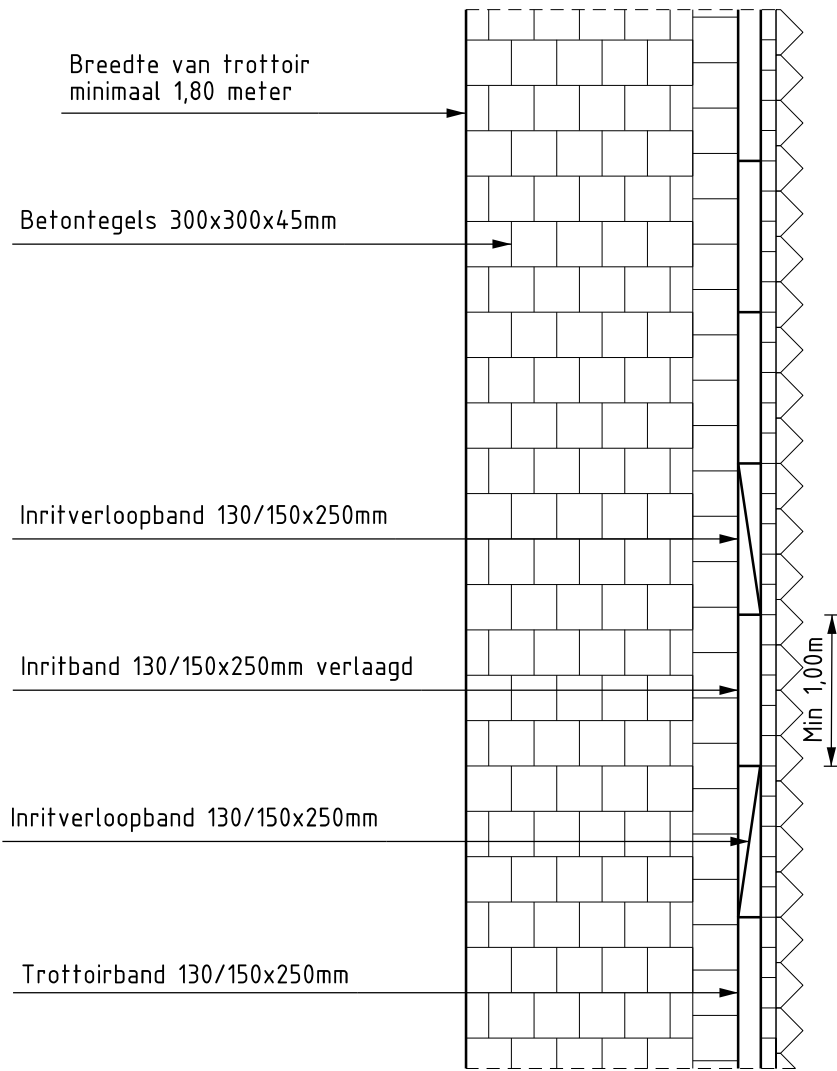 Breedte van trottoir
minimaal 1,80 meter
Betontegels 300x300x45mm
Inritverloopband 130/150x250mm
Inritband 130/150x250mm verlaagd
Min 1,00m
Inritverloopband 130/150x250mm
Trottoirband 130/150x250mm